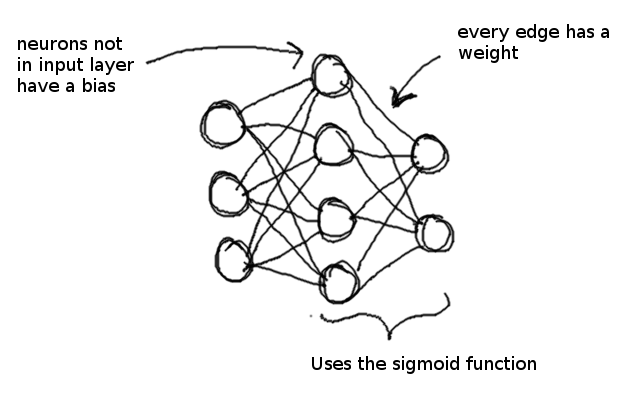 neurons not
in input layer
have a bias
every edge has a
weight
Uses the sigmoid function